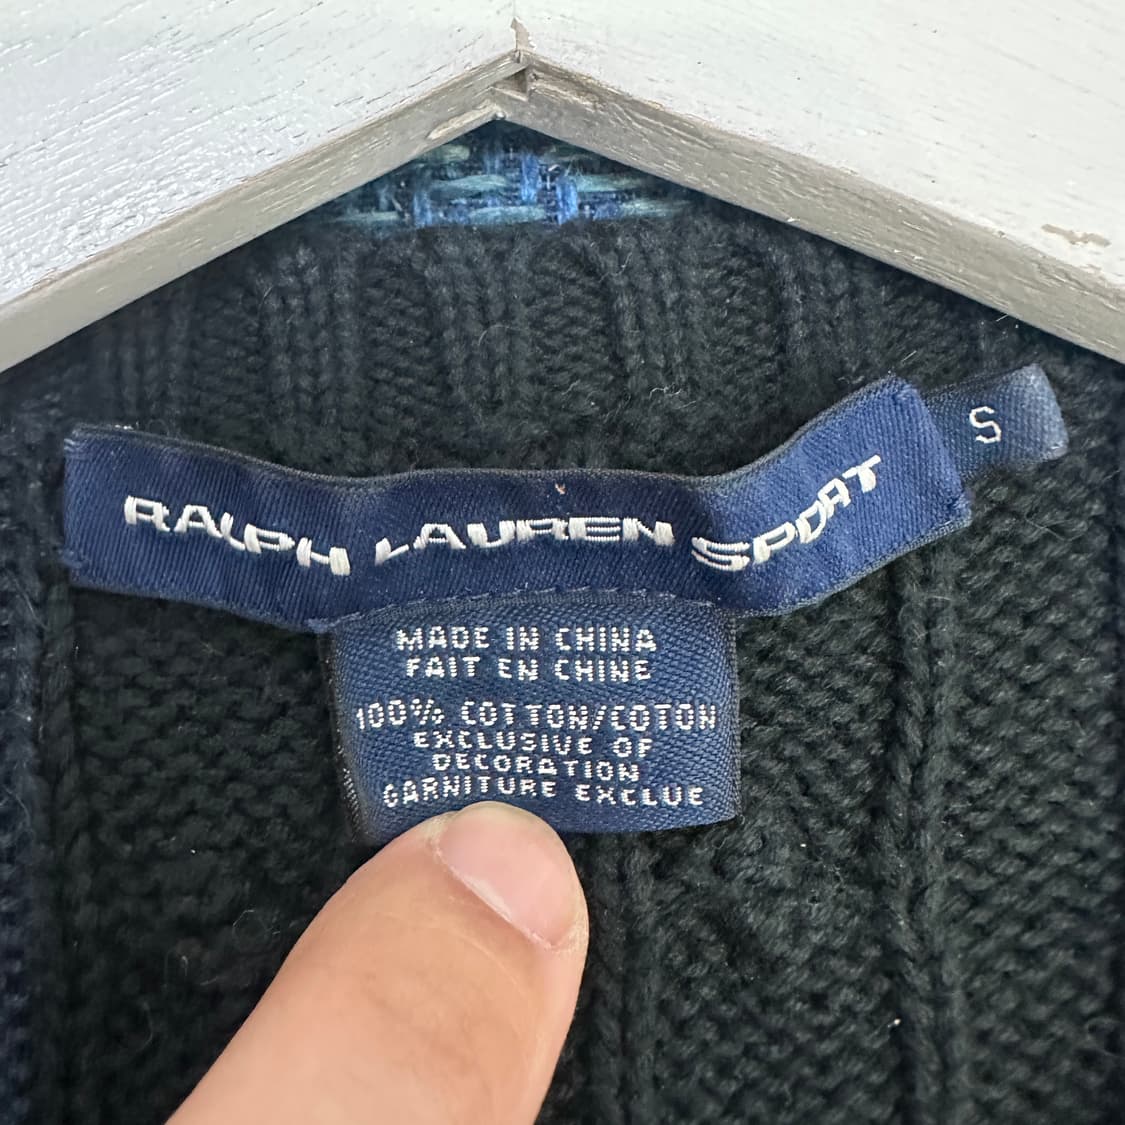 RALPH LAUREN SPORT
S
MADE IN CHINA
FAIT EN CHINE
100% COTTON/COTON
EXCLUSIVE OF
DECORATION
GARNITURE EXCLUE